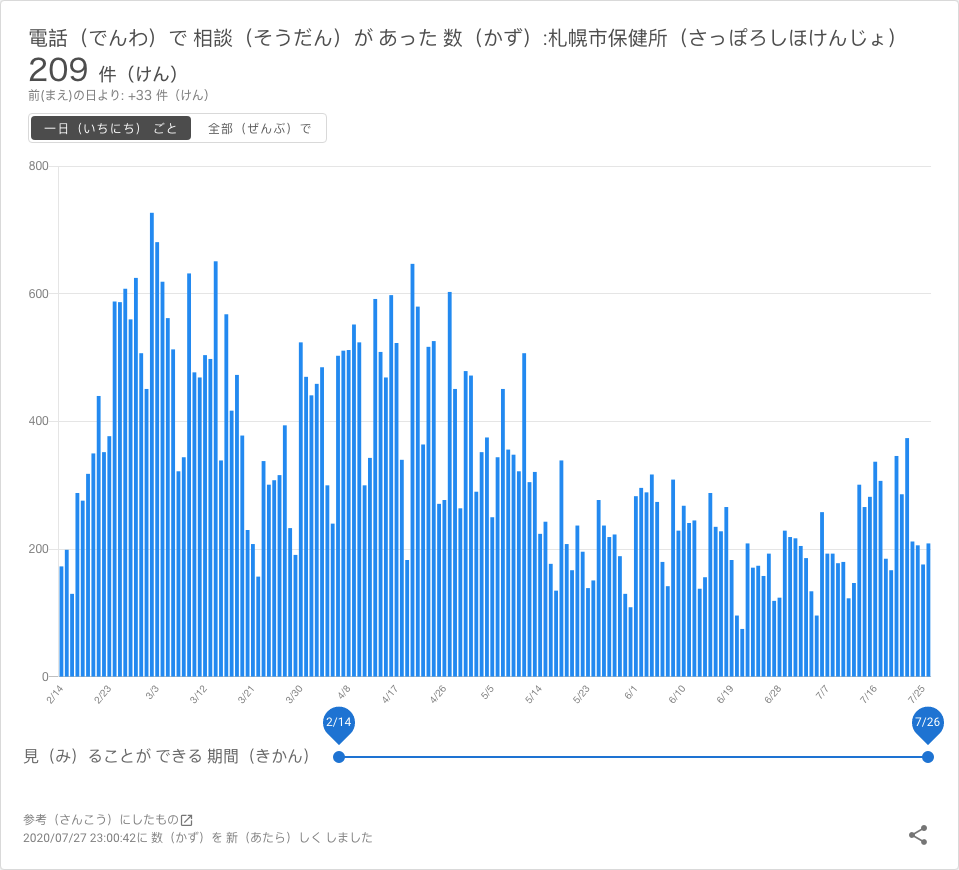 電話（でんわ）で 相談（そうだん）が あった 数（かず）:札幌市保健所（さっぽろしほけんじょ）
209 件（けん）
前(まえ)の日より: +33 件（けん）
一日（いちにち） ごと 全部（ぜんぶ）で
800
600
400
200
0
2/14 2/23 3/3 3/12 3/21 3/30 4/8 4/17 4/26 5/5 5/14 5/23 6/1 6/10 6/19 6/28 7/7 7/16 7/25
2/14 7/26
見（み）ることが できる 期間（きかん）
参考（さんこう）にしたもの
2020/07/27 23:00:42に 数（かず）を 新（あたら）しく しました